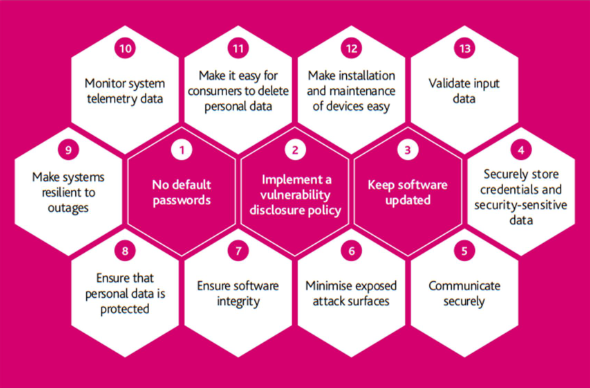 10
Monitor system
telemetry data
11
Make it easy for
consumers to delete
personal data
12
Make installation
and maintenance
of devices easy
13
Validate input
data
9
Make systems
resilient to
outages
1
No default
passwords
2
Implement a
vulnerability
disclosure policy
3
Keep software
updated
4
Securely store
credentials and
security-sensitive
data
8
Ensure that
personal data is
protected
7
Ensure software
integrity
6
Minimise exposed
attack surfaces
5
Communicate
securely